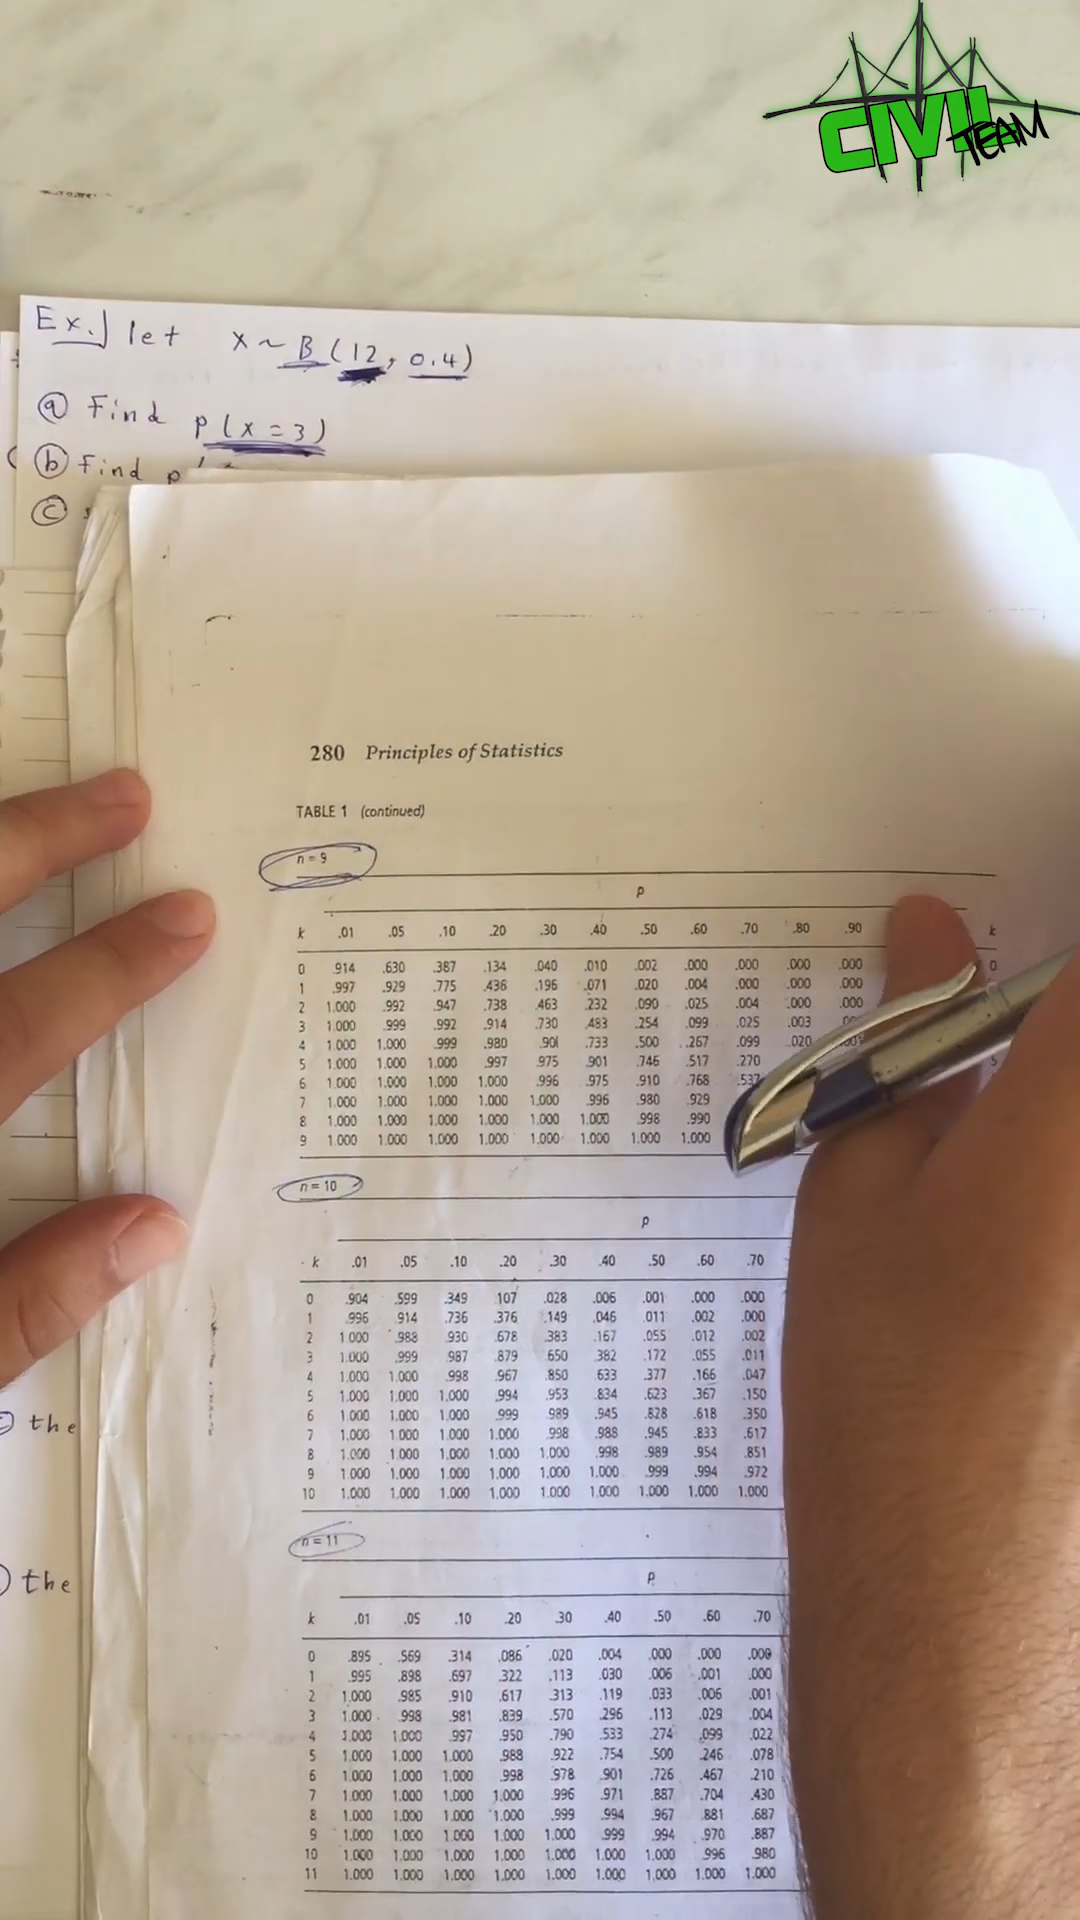 CIVIL
TEAM
Ex. let x ~ B (12, 0.4)
(a) Find P(x = 3)
(b) Find p
(c)
the
the
280 Principles of Statistics
TABLE 1 (continued)
n = 9
p
k .01 .05 .10 .20 .30 .40 .50 .60 .70 .80 .90 k
0 .914 .630 .387 .134 .040 .010 .002 .000 .000 .000 .000 0
1 .997 .929 .775 .436 .196 .071 .020 .004 .000 .000 .000
2 1.000 .992 .947 .738 .463 .232 .090 .025 .004 .000 .000
3 1.000 .999 .992 .914 .730 .483 .254 .099 .025 .003
4 1.000 1.000 .999 .980 .901 .733 .500 .267 .099 .020
5 1.000 1.000 1.000 .997 .975 .901 .746 .517 .270 5
6 1.000 1.000 1.000 1.000 .996 .975 .910 .768 .537
7 1.000 1.000 1.000 1.000 1.000 .996 .980 .929
8 1.000 1.000 1.000 1.000 1.000 1.000 .998 .990
9 1.000 1.000 1.000 1.000 1.000 1.000 1.000 1.000
n = 10
p
k .01 .05 .10 .20 .30 .40 .50 .60 .70
0 .904 .599 .349 .107 .028 .006 .001 .000 .000
1 .996 .914 .736 .376 .149 .046 .011 .002 .000
2 1.000 .988 .930 .678 .383 .167 .055 .012 .002
3 1.000 .999 .987 .879 .650 .382 .172 .055 .011
4 1.000 1.000 .998 .967 .850 .633 .377 .166 .047
5 1.000 1.000 1.000 .994 .953 .834 .623 .367 .150
6 1.000 1.000 1.000 .999 .989 .945 .828 .618 .350
7 1.000 1.000 1.000 1.000 .998 .988 .945 .833 .617
8 1.000 1.000 1.000 1.000 1.000 .998 .989 .954 .851
9 1.000 1.000 1.000 1.000 1.000 1.000 .999 .994 .972
10 1.000 1.000 1.000 1.000 1.000 1.000 1.000 1.000 1.000
n = 11
p
k .01 .05 .10 .20 .30 .40 .50 .60 .70
0 .895 .569 .314 .086 .020 .004 .000 .000 .000
1 .995 .898 .697 .322 .113 .030 .006 .001 .000
2 1.000 .985 .910 .617 .313 .119 .033 .006 .001
3 1.000 .998 .981 .839 .570 .296 .113 .029 .004
4 1.000 1.000 .997 .950 .790 .533 .274 .099 .022
5 1.000 1.000 1.000 .988 .922 .754 .500 .246 .078
6 1.000 1.000 1.000 .998 .978 .901 .726 .467 .210
7 1.000 1.000 1.000 1.000 .996 .971 .887 .704 .430
8 1.000 1.000 1.000 1.000 .999 .994 .967 .881 .687
9 1.000 1.000 1.000 1.000 1.000 .999 .994 .970 .887
10 1.000 1.000 1.000 1.000 1.000 1.000 1.000 .996 .980
11 1.000 1.000 1.000 1.000 1.000 1.000 1.000 1.000 1.000